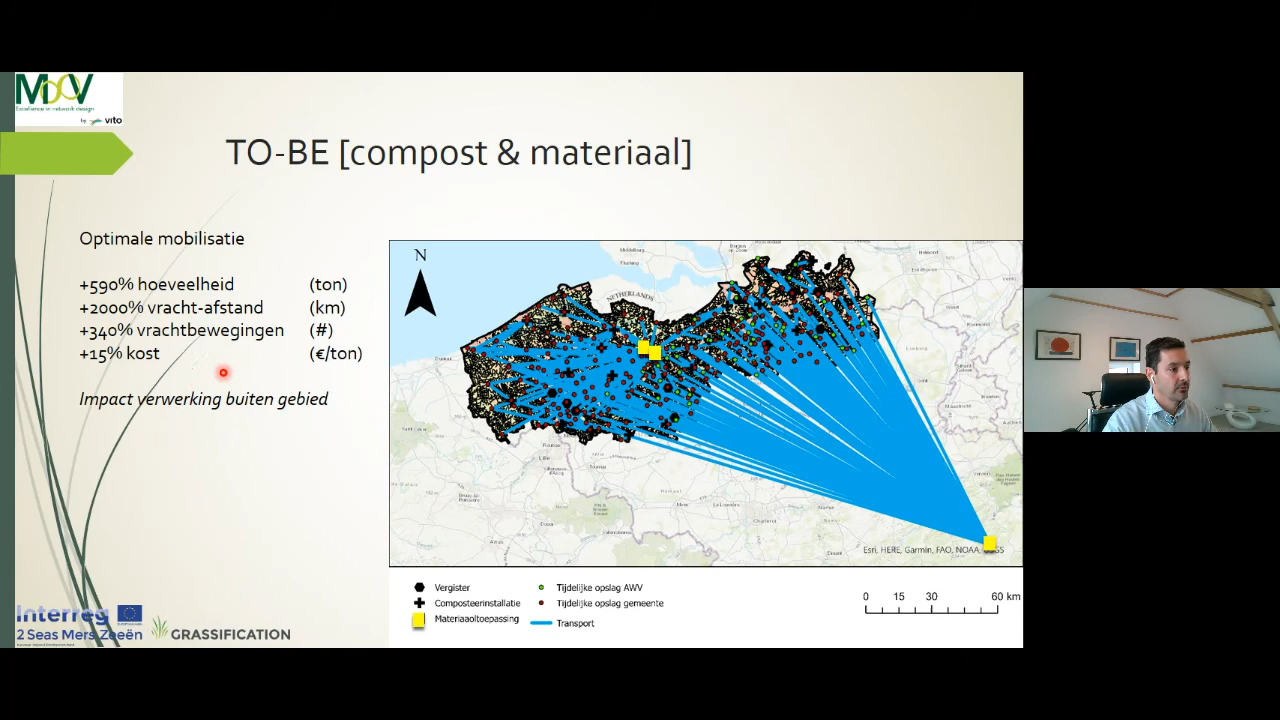 MOOV
Excellence in network design
by vito
TO-BE [compost & materiaal]
Optimale mobilisatie
+590% hoeveelheid (ton)
+2000% vracht-afstand (km)
+340% vrachtbewegingen (#)
+15% kost (€/ton)
Impact verwerking buiten gebied
N
NETHERLANDS
Esri, HERE, Garmin, FAO, NOAA,
Vergister
Composteerinstallatie
Materiaaoltoepassing
Tijdelijke opslag AWV
Tijdelijke opslag gemeente
Transport
0 15 30 60 km
Interreg
2 Seas Mers Zeeën
GRASSIFICATION